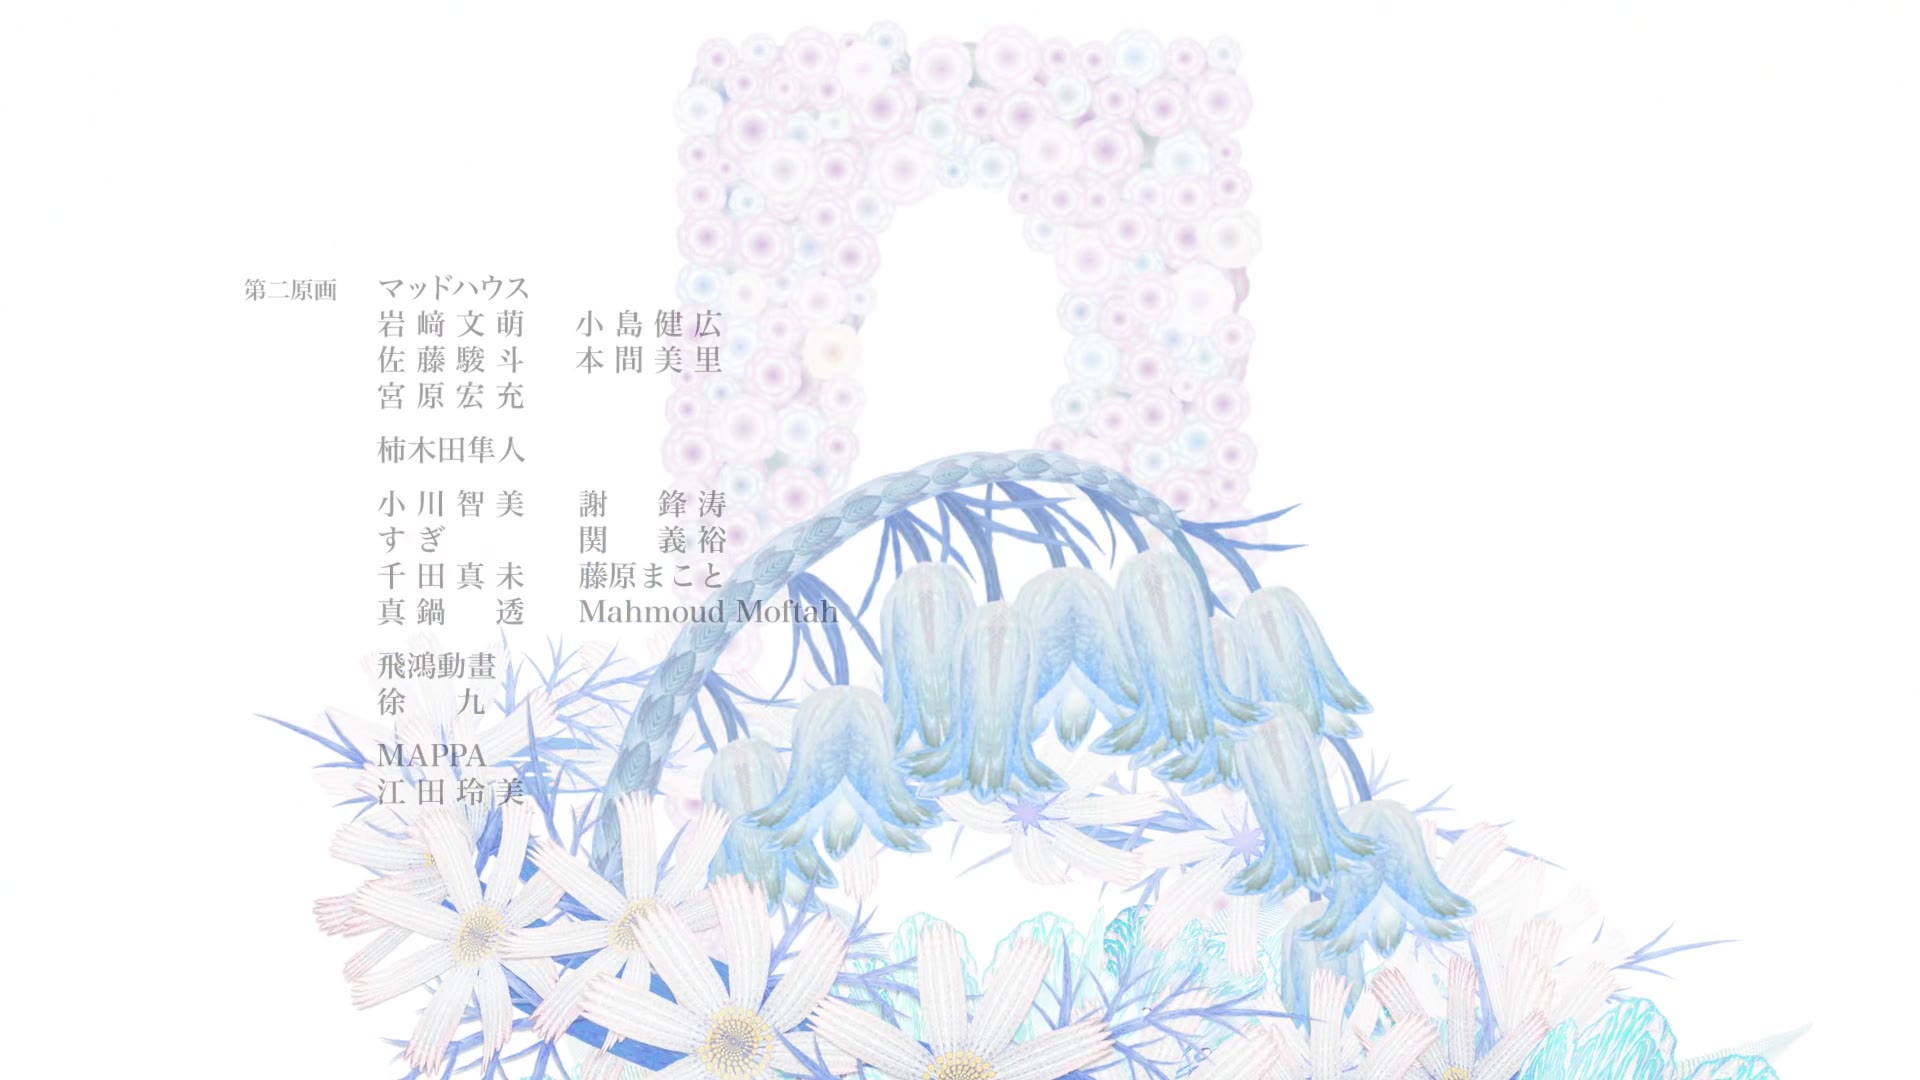 第二原画 マッドハウス
岩﨑文萌 小島健広
佐藤駿斗 本間美里
宮原宏充
柿木田隼人
小川智美 謝鋒涛
すぎ 関義裕
千田真未 藤原まこと
真鍋透 Mahmoud Moftah
飛鴻動畫
徐九
MAPPA
江田玲美